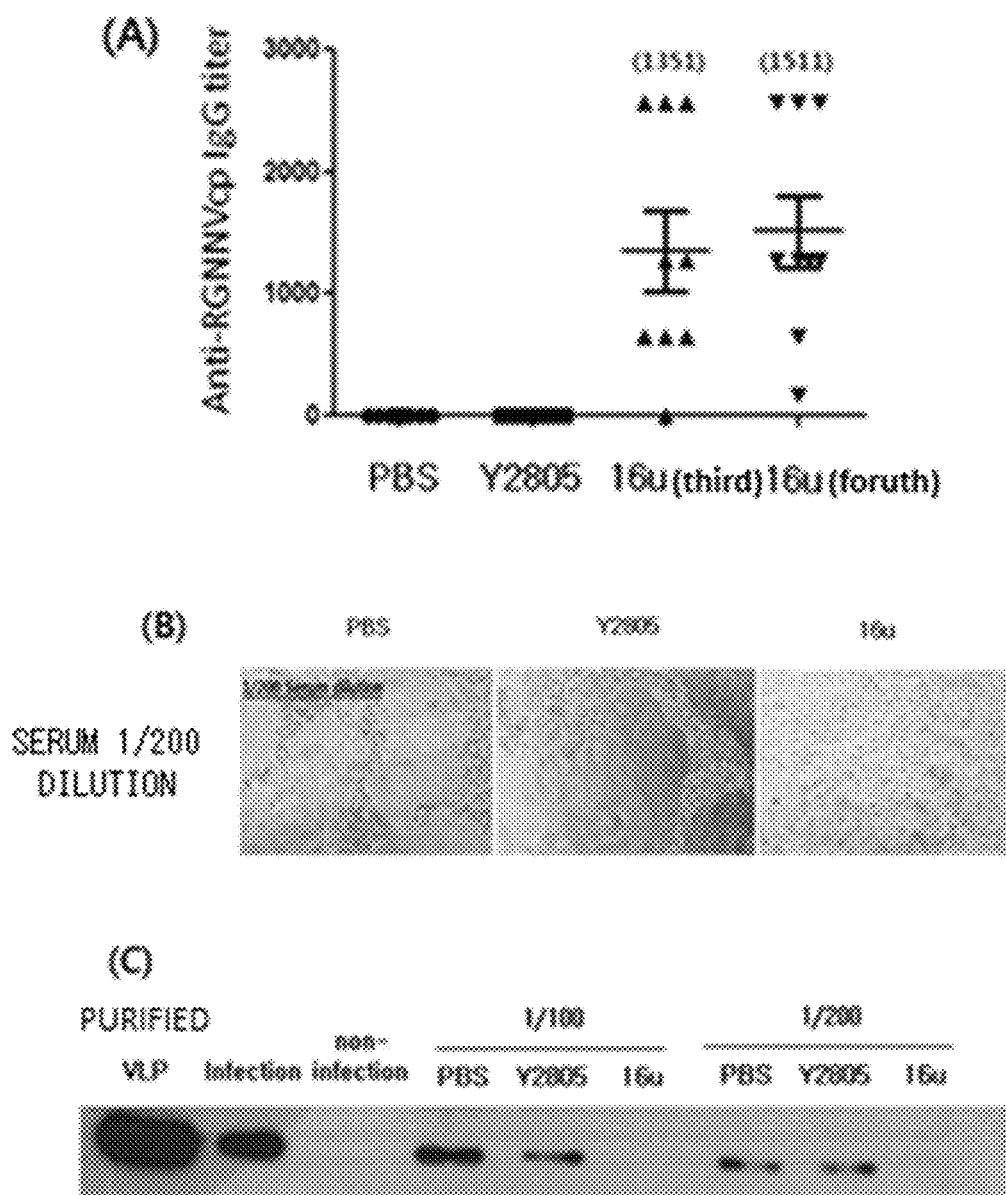 (A)
Anti-RGNNVcp IgG titer
3000
2000
1000
0
(1351) (1511)
PBS Y2805 16u(third) 16u(foruth)
(B)
PBS Y2805 16u
SERUM 1/200
DILUTION
(C)
PURIFIED
VLP Infection non-
infection
1/100 1/200
PBS Y2805 16u PBS Y2805 16u